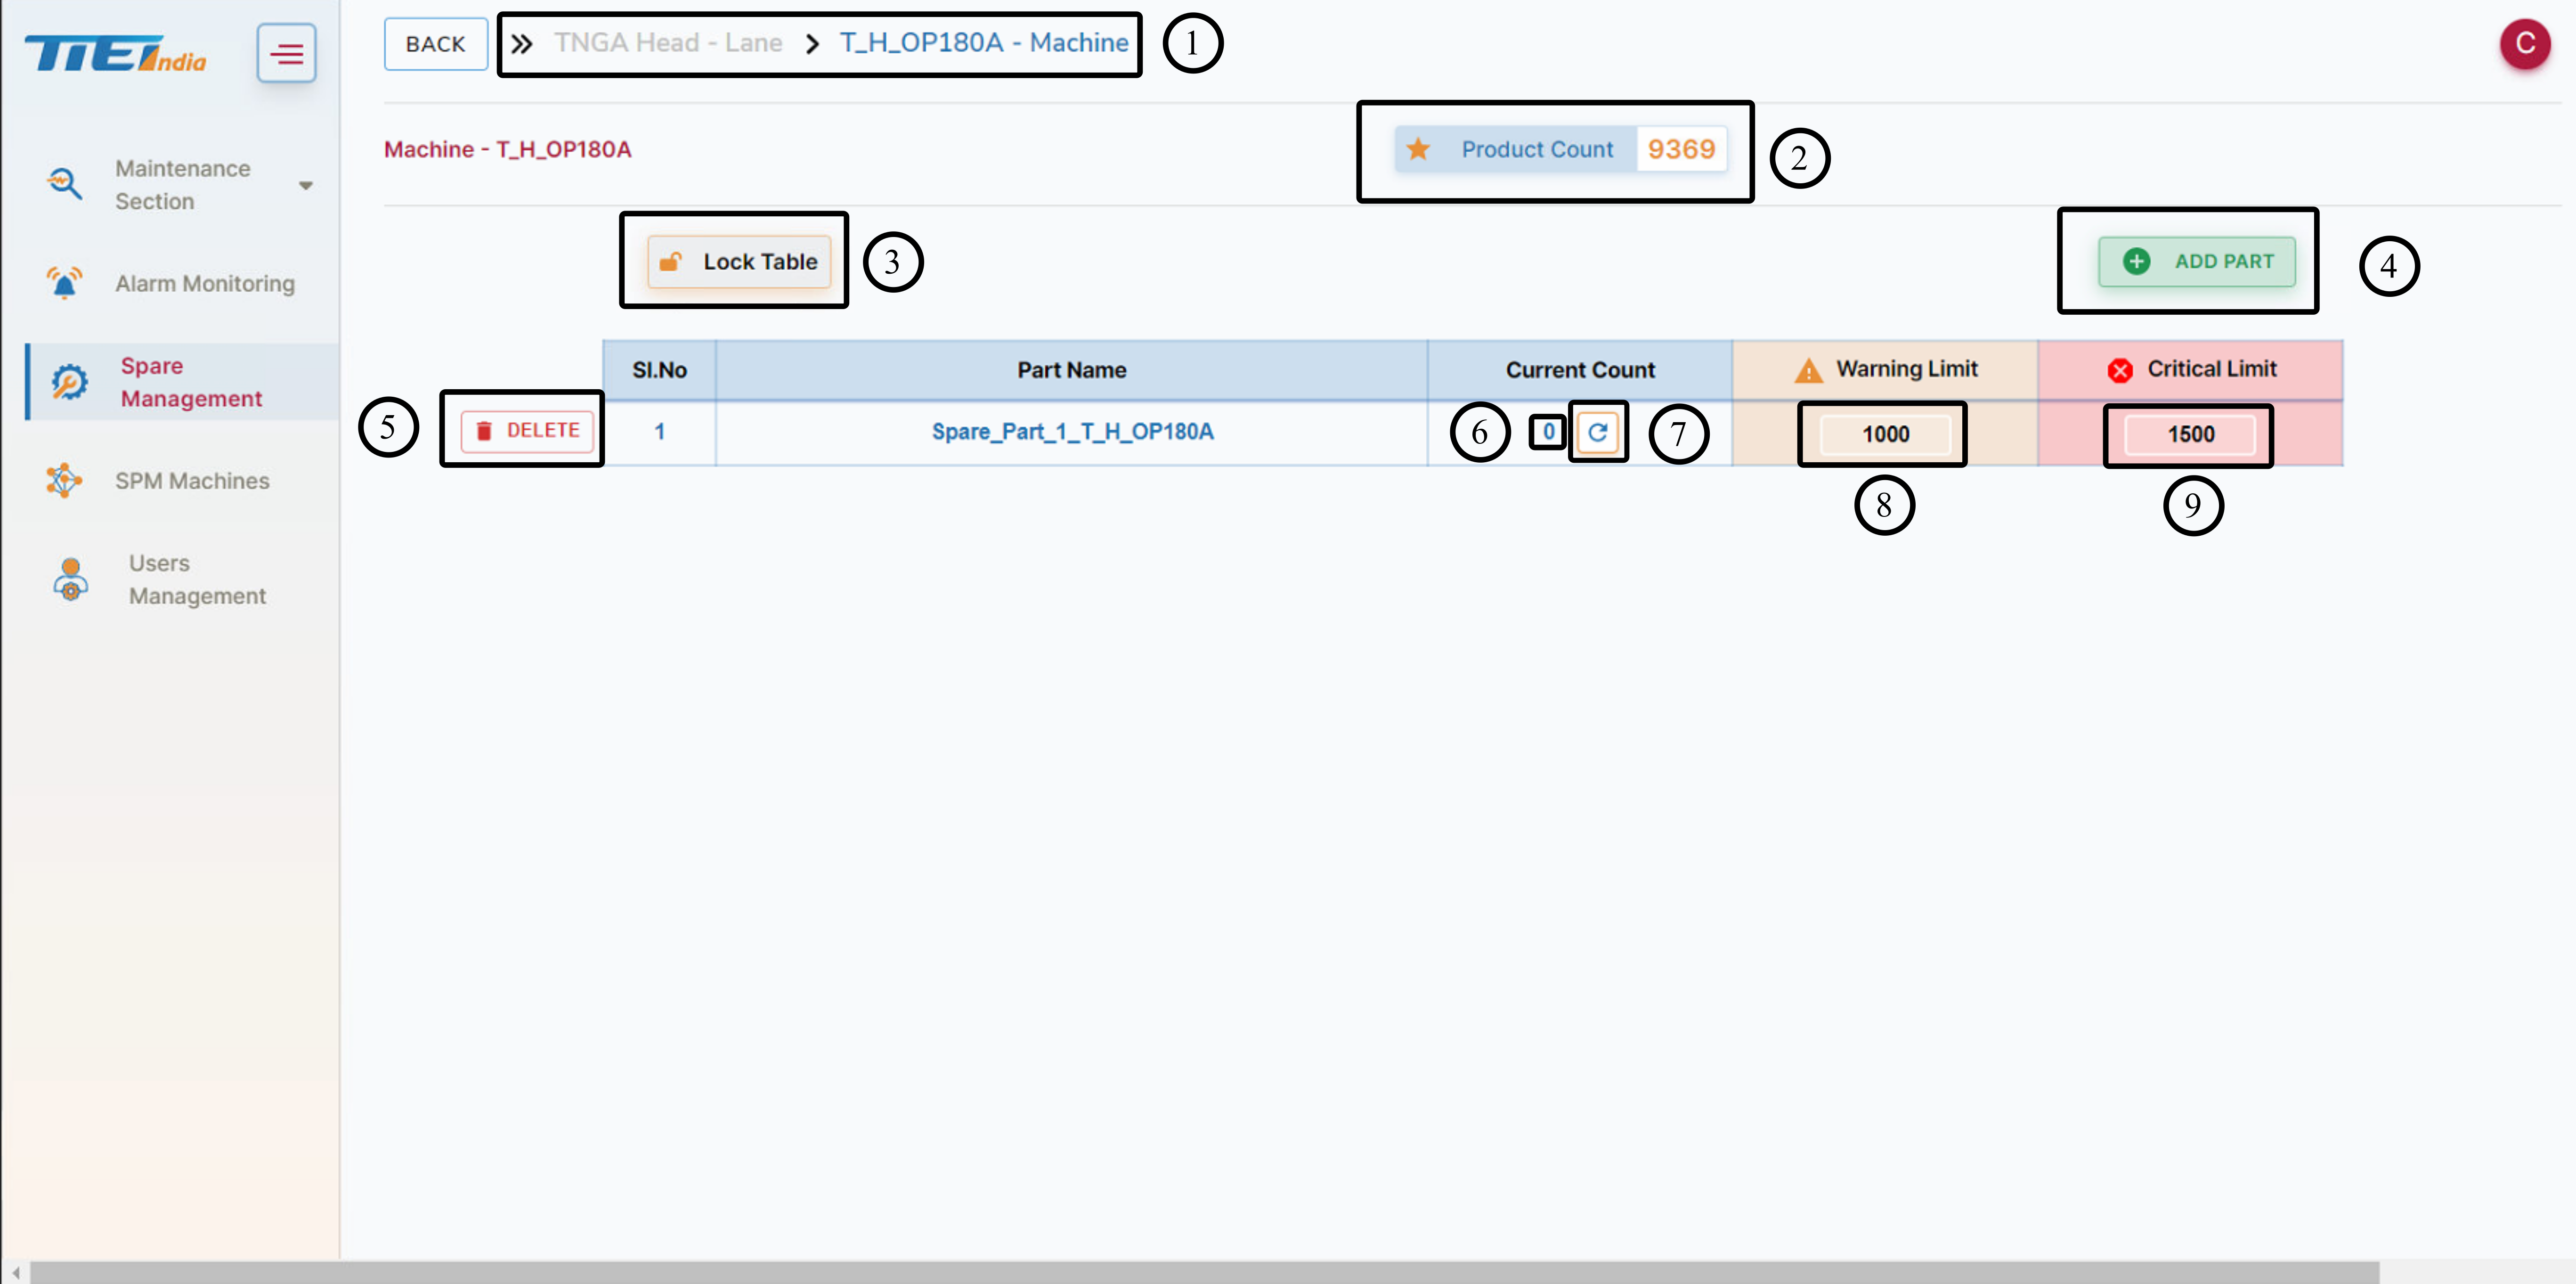 TIEI India
BACK » TNGA Head - Lane > T_H_OP180A - Machine 1
C
Machine - T_H_OP180A
Product Count 9369 2
Maintenance
Section
Alarm Monitoring
Spare
Management
SPM Machines
Users
Management
Lock Table 3
ADD PART 4
Sl.No Part Name Current Count Warning Limit Critical Limit
5 DELETE 1 Spare_Part_1_T_H_OP180A 6 0 7 1000 1500
8 9